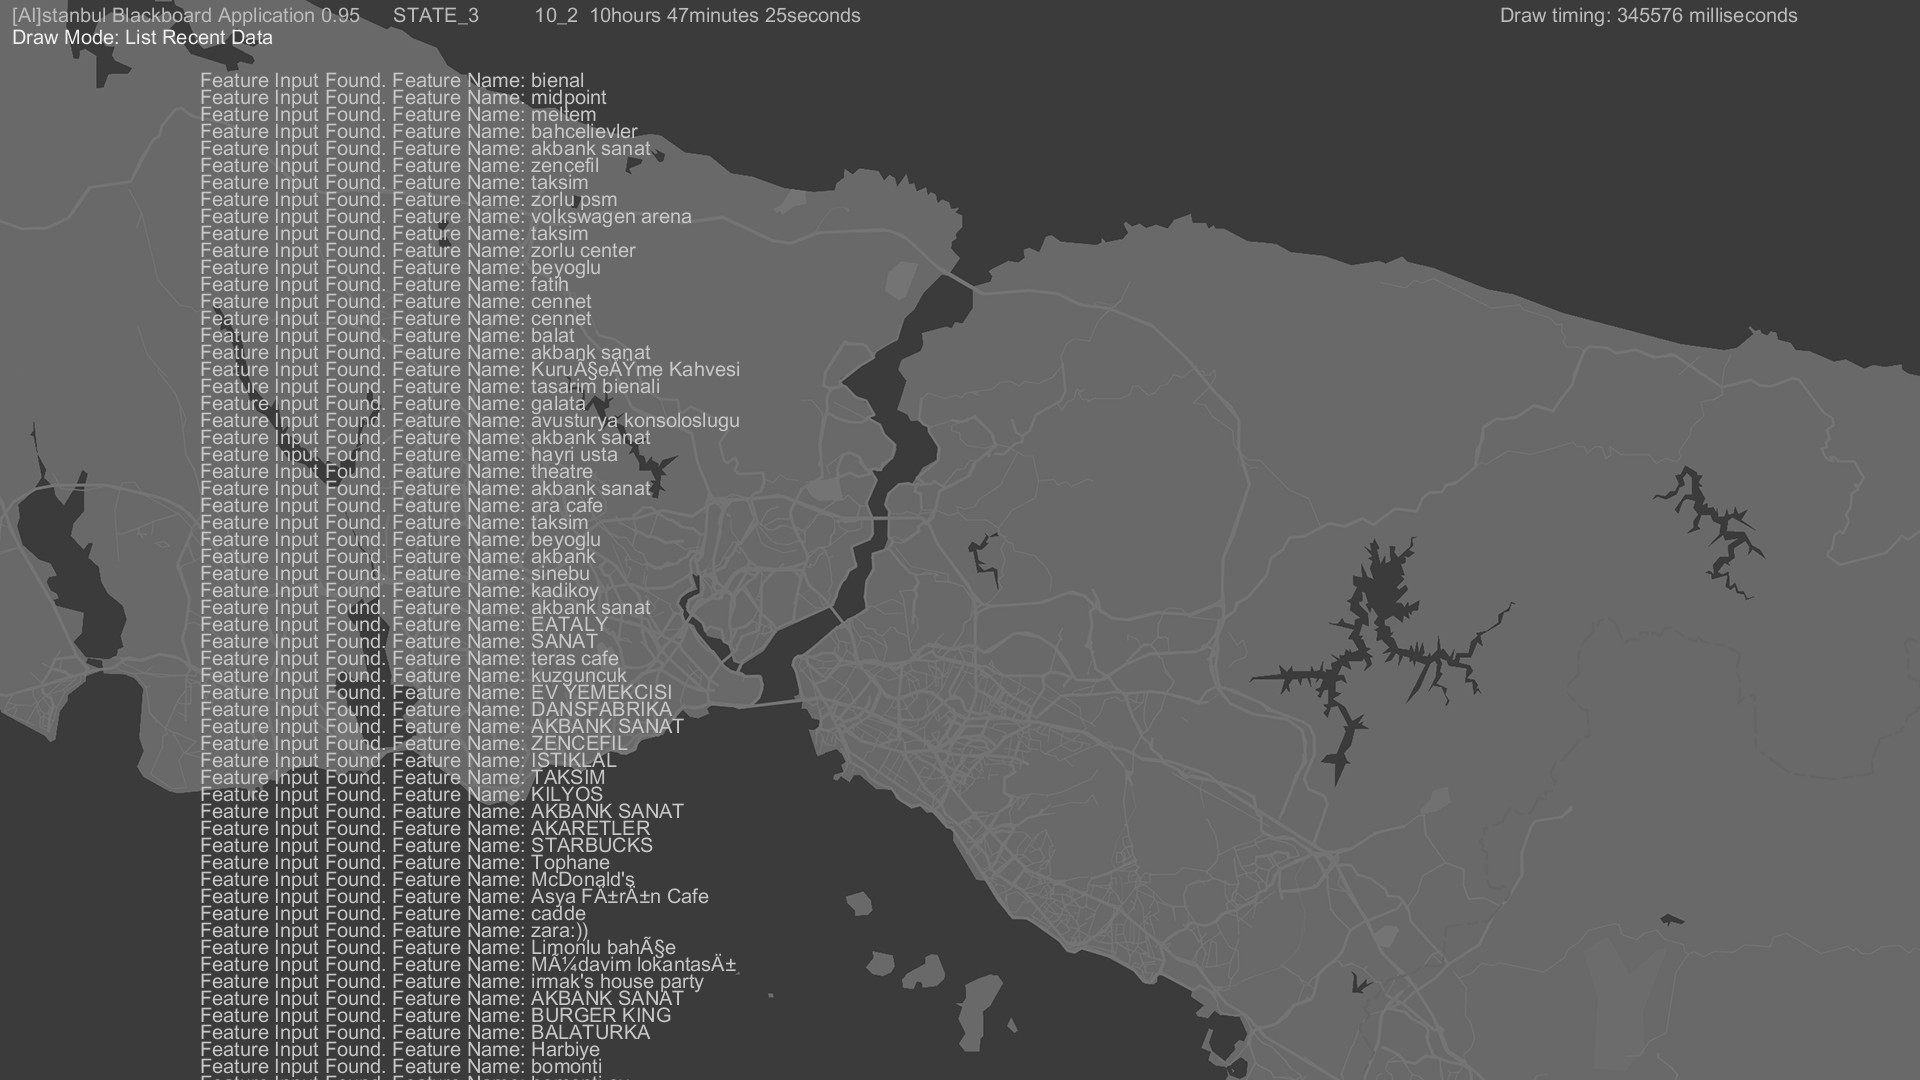 [AI]stanbul Blackboard Application 0.95 STATE_3 10_2 10hours 47minutes 25seconds Draw timing: 345576 milliseconds
Draw Mode: List Recent Data
Feature Input Found. Feature Name: bienal
Feature Input Found. Feature Name: midpoint
Feature Input Found. Feature Name: meltem
Feature Input Found. Feature Name: bahcelievler
Feature Input Found. Feature Name: akbank sanat
Feature Input Found. Feature Name: zencefil
Feature Input Found. Feature Name: taksim
Feature Input Found. Feature Name: zorlu psm
Feature Input Found. Feature Name: volkswagen arena
Feature Input Found. Feature Name: taksim
Feature Input Found. Feature Name: zorlu center
Feature Input Found. Feature Name: beyoglu
Feature Input Found. Feature Name: fatih
Feature Input Found. Feature Name: cennet
Feature Input Found. Feature Name: cennet
Feature Input Found. Feature Name: balat
Feature Input Found. Feature Name: akbank sanat
Feature Input Found. Feature Name: KuruÃ§eÅŸme Kahvesi
Feature Input Found. Feature Name: tasarim bienali
Feature Input Found. Feature Name: galata
Feature Input Found. Feature Name: avusturya konsoloslugu
Feature Input Found. Feature Name: akbank sanat
Feature Input Found. Feature Name: hayri usta
Feature Input Found. Feature Name: theatre
Feature Input Found. Feature Name: akbank sanat
Feature Input Found. Feature Name: ara cafe
Feature Input Found. Feature Name: taksim
Feature Input Found. Feature Name: beyoglu
Feature Input Found. Feature Name: akbank
Feature Input Found. Feature Name: sinebu
Feature Input Found. Feature Name: kadikoy
Feature Input Found. Feature Name: akbank sanat
Feature Input Found. Feature Name: EATALY
Feature Input Found. Feature Name: SANAT
Feature Input Found. Feature Name: teras cafe
Feature Input Found. Feature Name: kuzguncuk
Feature Input Found. Feature Name: EV YEMEKCISI
Feature Input Found. Feature Name: DANSFABRIKA
Feature Input Found. Feature Name: AKBANK SANAT
Feature Input Found. Feature Name: ZENCEFIL
Feature Input Found. Feature Name: ISTIKLAL
Feature Input Found. Feature Name: TAKSIM
Feature Input Found. Feature Name: KILYOS
Feature Input Found. Feature Name: AKBANK SANAT
Feature Input Found. Feature Name: AKARETLER
Feature Input Found. Feature Name: STARBUCKS
Feature Input Found. Feature Name: Tophane
Feature Input Found. Feature Name: McDonald's
Feature Input Found. Feature Name: Asya FÄ±rÄ±n Cafe
Feature Input Found. Feature Name: cadde
Feature Input Found. Feature Name: zara:))
Feature Input Found. Feature Name: Limonlu bahÃ§e
Feature Input Found. Feature Name: MÃ¼davim lokantasÄ±
Feature Input Found. Feature Name: irmak's house party
Feature Input Found. Feature Name: AKBANK SANAT
Feature Input Found. Feature Name: BURGER KING
Feature Input Found. Feature Name: BALATURKA
Feature Input Found. Feature Name: Harbiye
Feature Input Found. Feature Name: bomonti